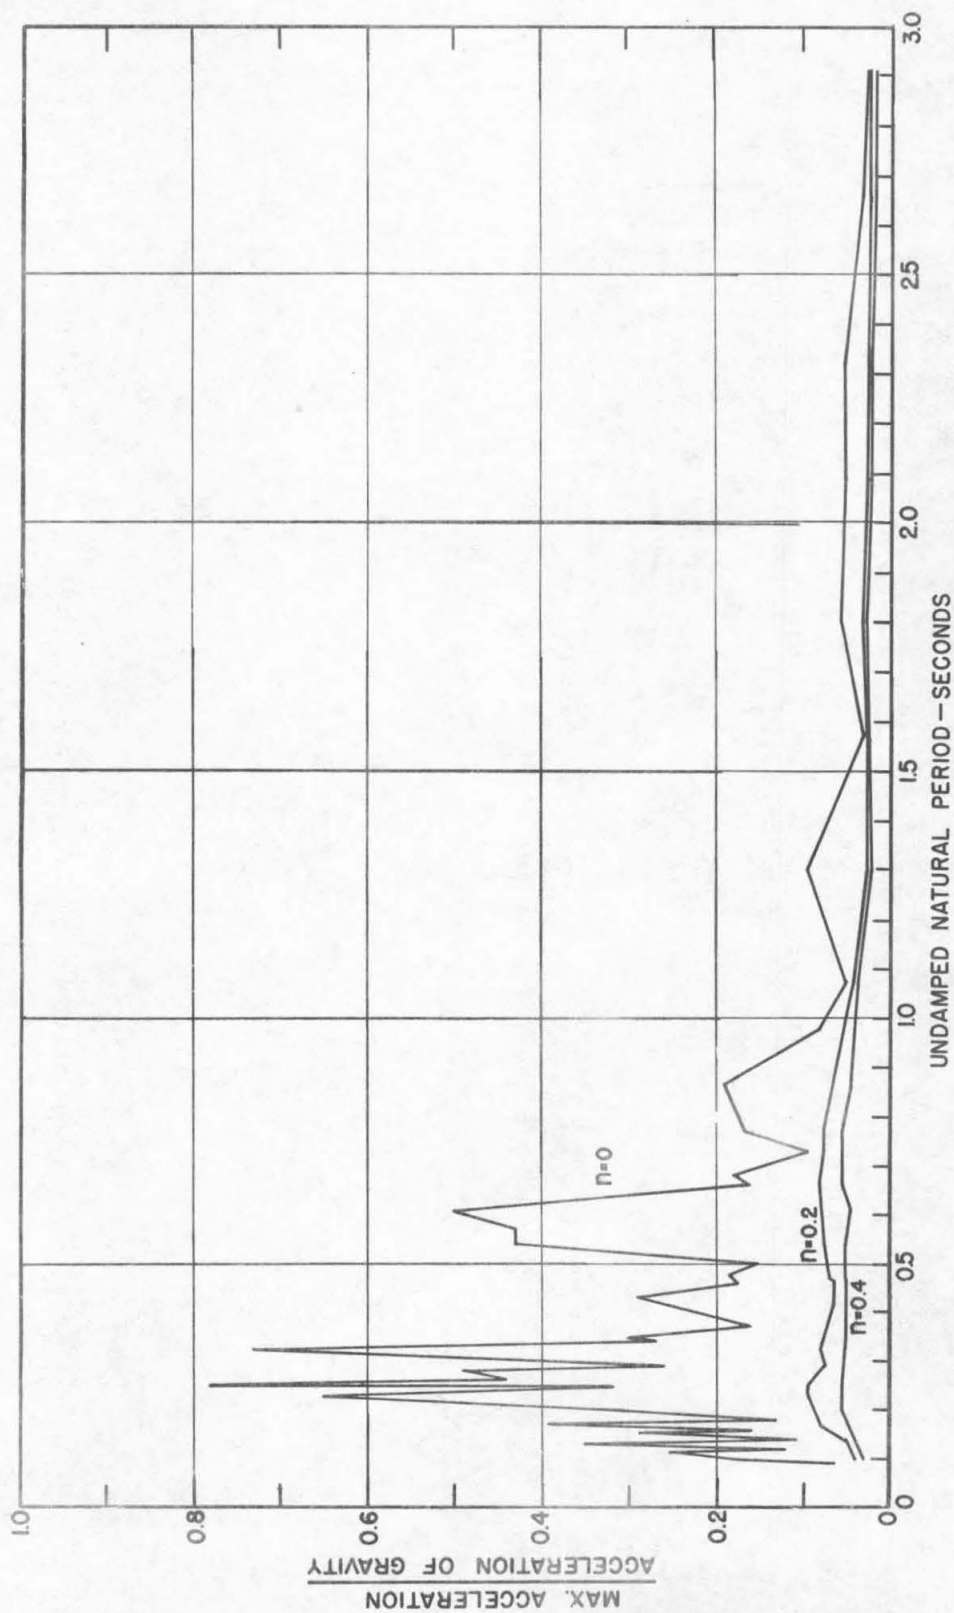 MAX. ACCELERATION
ACCELERATION OF GRAVITY
1.0
0.8
0.6
0.4
0.2
0
n=0
n=0.2
n=0.4
0
0.5
1.0
1.5
2.0
2.5
3.0
UNDAMPED NATURAL PERIOD—SECONDS